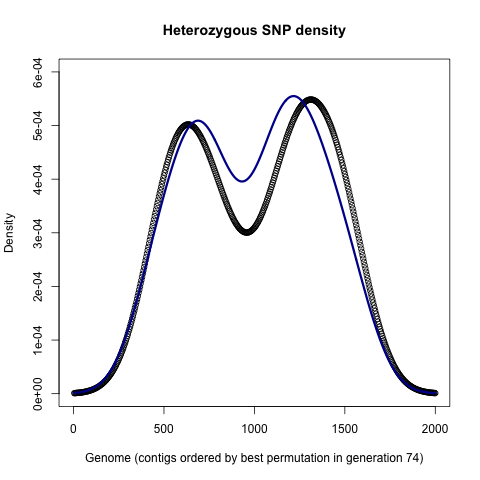 Heterozygous SNP density
6e-04
5e-04
4e-04
3e-04
2e-04
1e-04
0e+00
Density
0 500 1000 1500 2000
Genome (contigs ordered by best permutation in generation 74)